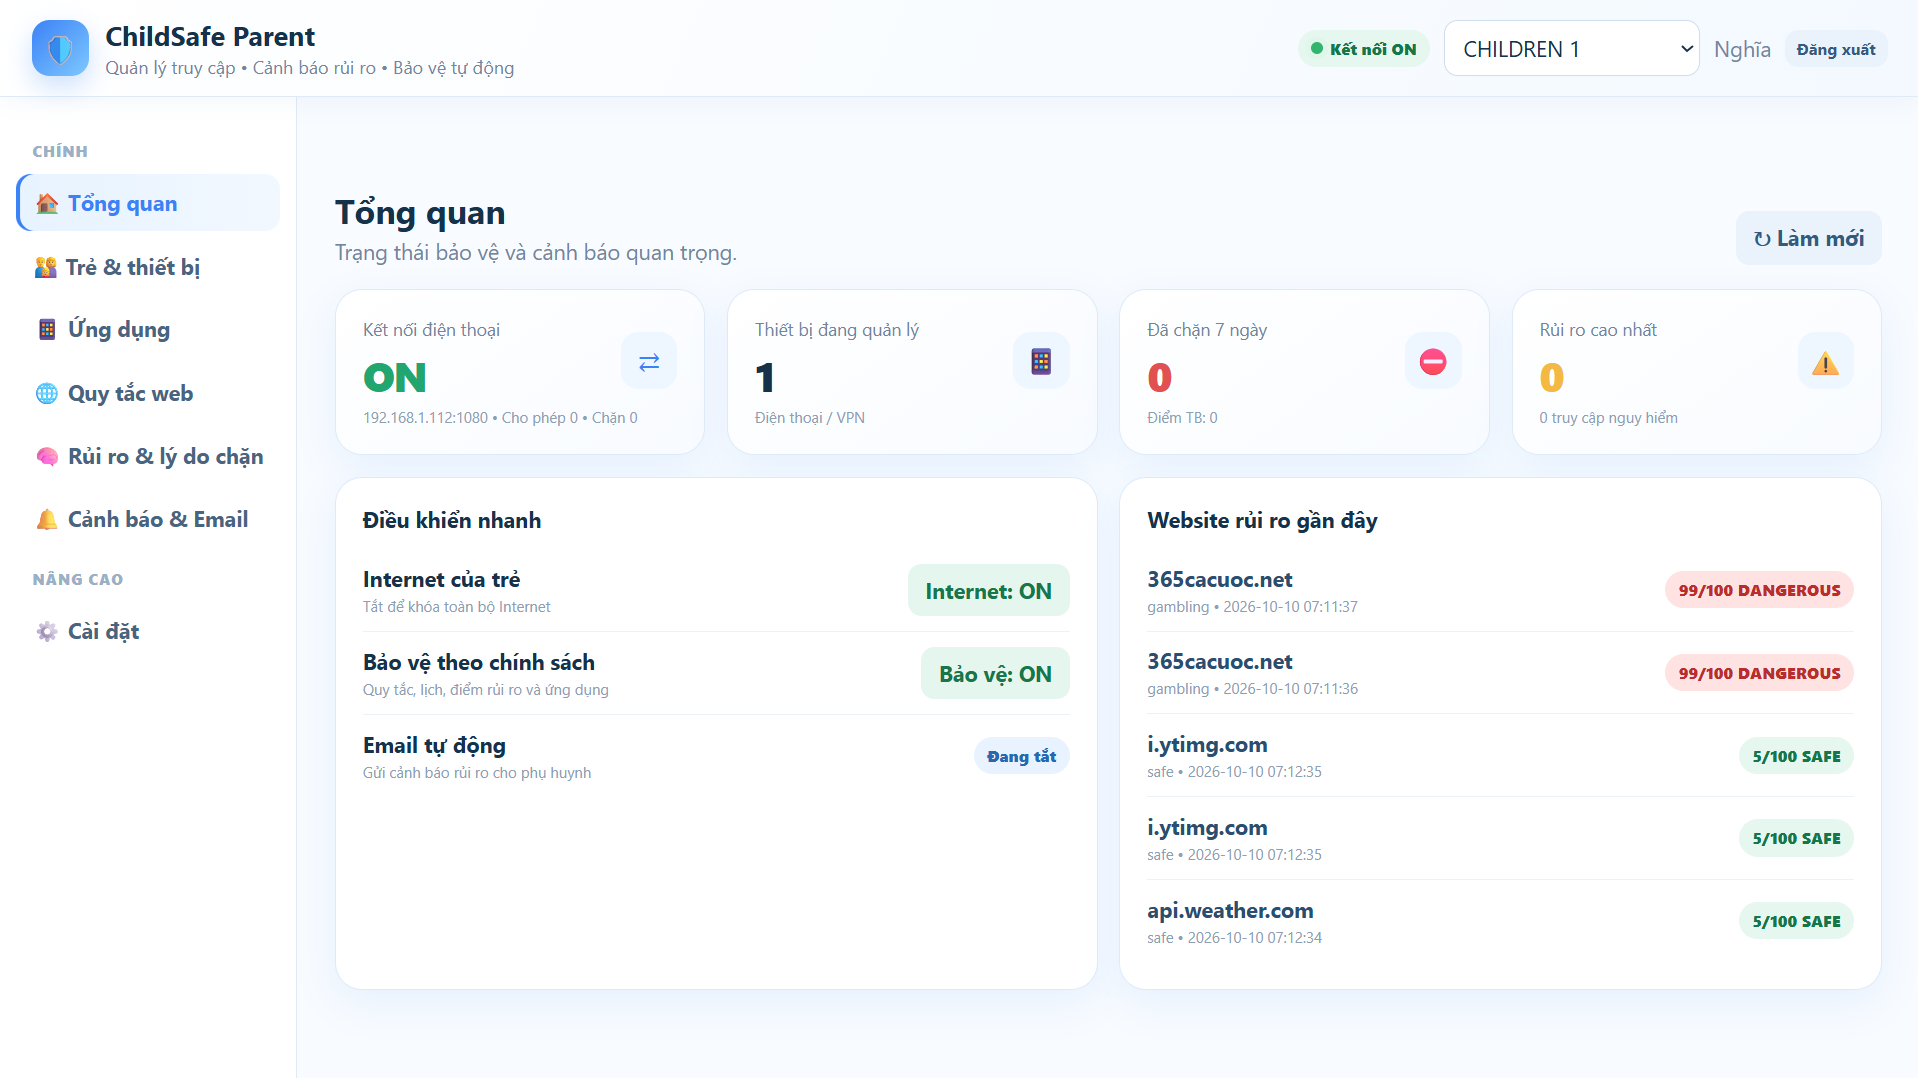 ChildSafe Parent
Quản lý truy cập • Cảnh báo rủi ro • Bảo vệ tự động
Kết nối ON
CHILDREN 1
Nghĩa
Đăng xuất
CHÍNH
Tổng quan
Trẻ & thiết bị
Ứng dụng
Quy tắc web
Rủi ro & lý do chặn
Cảnh báo & Email
NÂNG CAO
Cài đặt
Tổng quan
Trạng thái bảo vệ và cảnh báo quan trọng.
↻ Làm mới
Kết nối điện thoại
ON
192.168.1.112:1080 • Cho phép 0 • Chặn 0
Thiết bị đang quản lý
1
Điện thoại / VPN
Đã chặn 7 ngày
0
Điểm TB: 0
Rủi ro cao nhất
0
0 truy cập nguy hiểm
Điều khiển nhanh
Internet của trẻ
Tắt để khóa toàn bộ Internet
Internet: ON
Bảo vệ theo chính sách
Quy tắc, lịch, điểm rủi ro và ứng dụng
Bảo vệ: ON
Email tự động
Gửi cảnh báo rủi ro cho phụ huynh
Đang tắt
Website rủi ro gần đây
365cacuoc.net
gambling • 2026-10-10 07:11:37
99/100 DANGEROUS
365cacuoc.net
gambling • 2026-10-10 07:11:36
99/100 DANGEROUS
i.ytimg.com
safe • 2026-10-10 07:12:35
5/100 SAFE
i.ytimg.com
safe • 2026-10-10 07:12:35
5/100 SAFE
api.weather.com
safe • 2026-10-10 07:12:34
5/100 SAFE